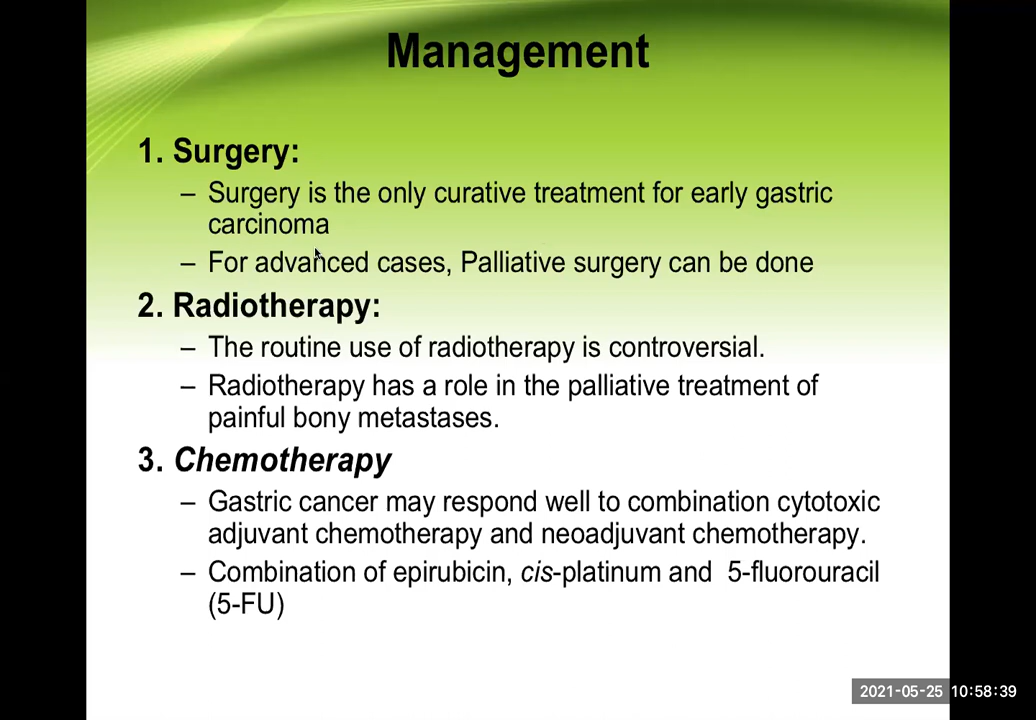 Management
1. Surgery:
– Surgery is the only curative treatment for early gastric
carcinoma
– For advanced cases, Palliative surgery can be done
2. Radiotherapy:
– The routine use of radiotherapy is controversial.
– Radiotherapy has a role in the palliative treatment of
painful bony metastases.
3. Chemotherapy
– Gastric cancer may respond well to combination cytotoxic
adjuvant chemotherapy and neoadjuvant chemotherapy.
– Combination of epirubicin, cis-platinum and 5-fluorouracil
(5-FU)
2021-05-25 10:58:39